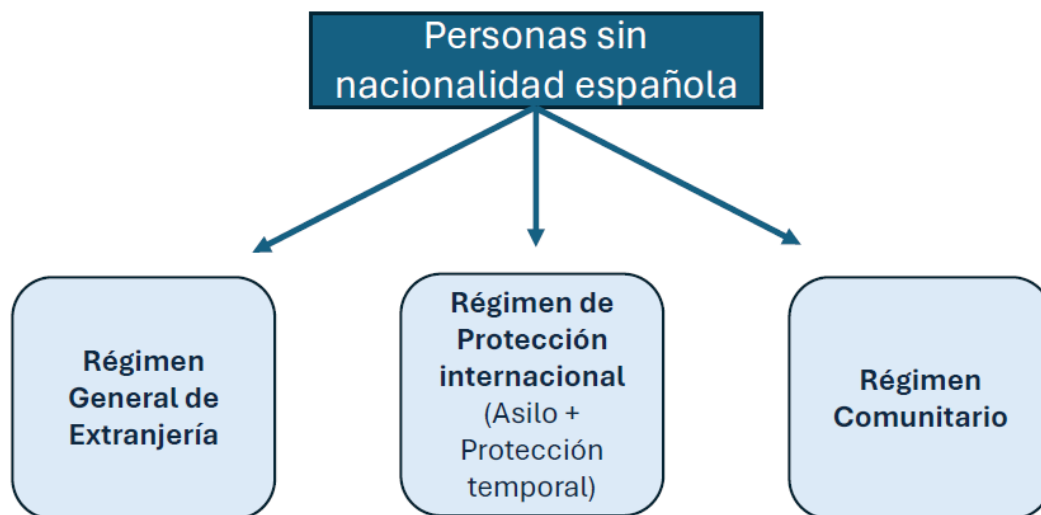 Personas sin
nacionalidad española
Régimen
General de
Extranjería
Régimen de
Protección
internacional
(Asilo +
Protección
temporal)
Régimen
Comunitario